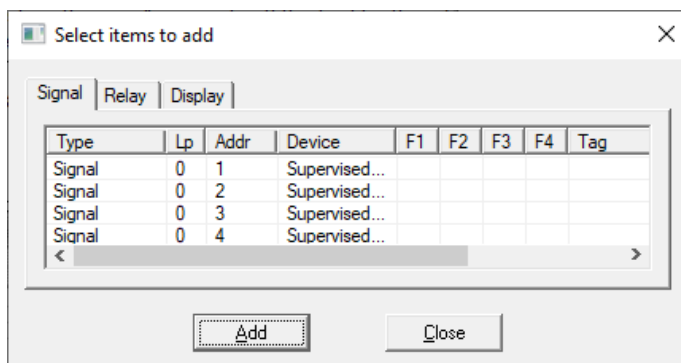 Select items to add
Signal Relay Display
Type Lp Addr Device F1 F2 F3 F4 Tag
Signal 0 1 Supervised...
Signal 0 2 Supervised...
Signal 0 3 Supervised...
Signal 0 4 Supervised...
Add Close